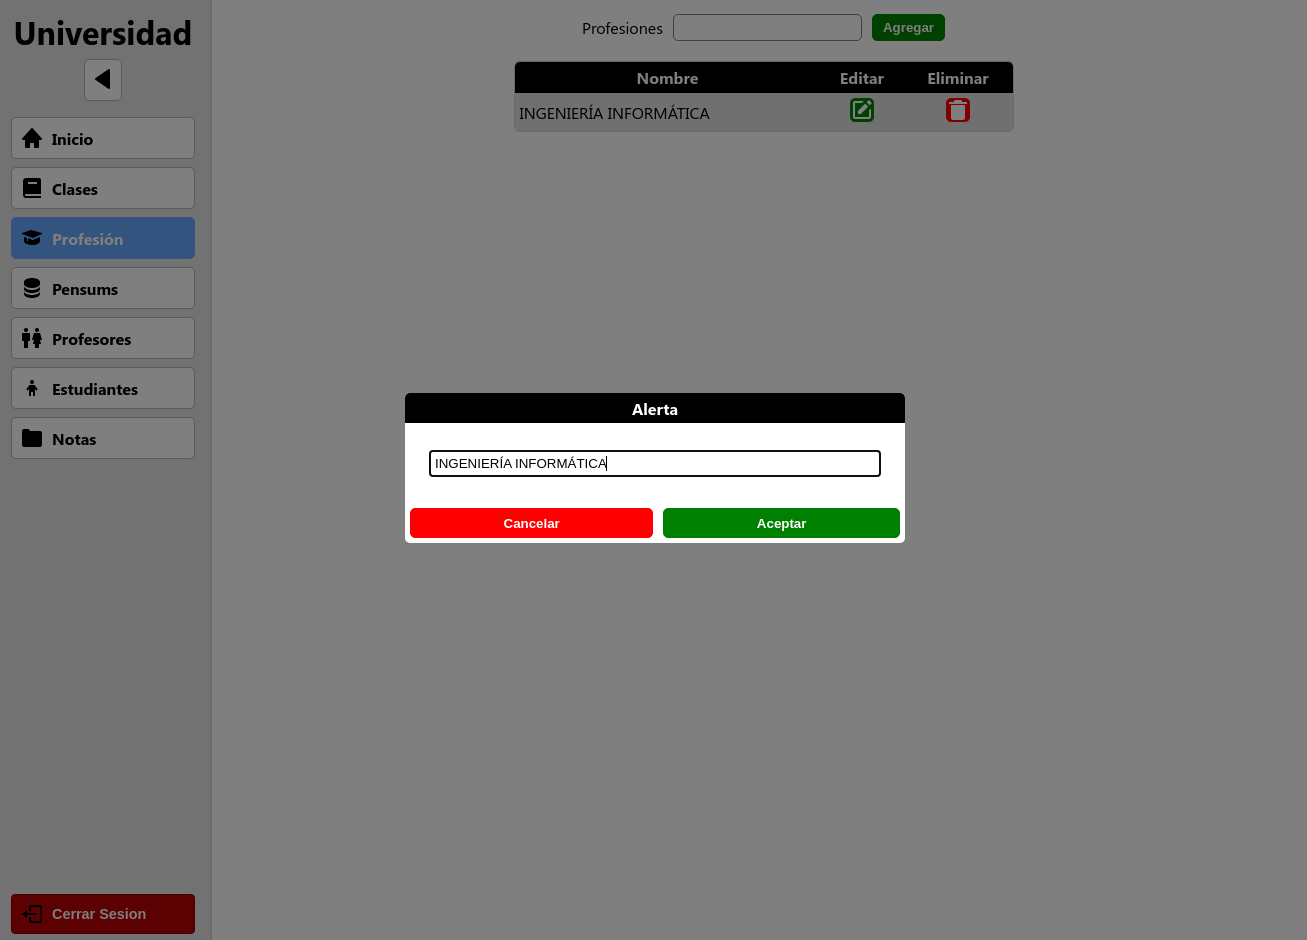 Universidad
Inicio
Clases
Profesión
Pensums
Profesores
Estudiantes
Notas
Cerrar Sesion
Profesiones Agregar
Nombre Editar Eliminar
INGENIERÍA INFORMÁTICA
Alerta
INGENIERÍA INFORMÁTICA
Cancelar Aceptar